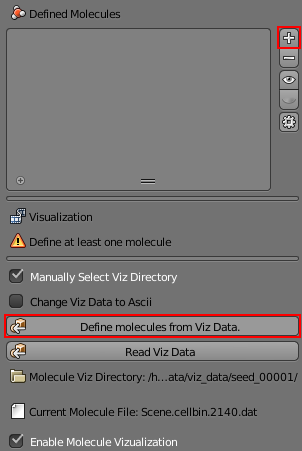 Defined Molecules
Visualization
Define at least one molecule
Manually Select Viz Directory
Change Viz Data to Ascii
Define molecules from Viz Data.
Read Viz Data
Molecule Viz Directory: /h...ata/viz_data/seed_00001/
Current Molecule File: Scene.cellbin.2140.dat
Enable Molecule Vizualization